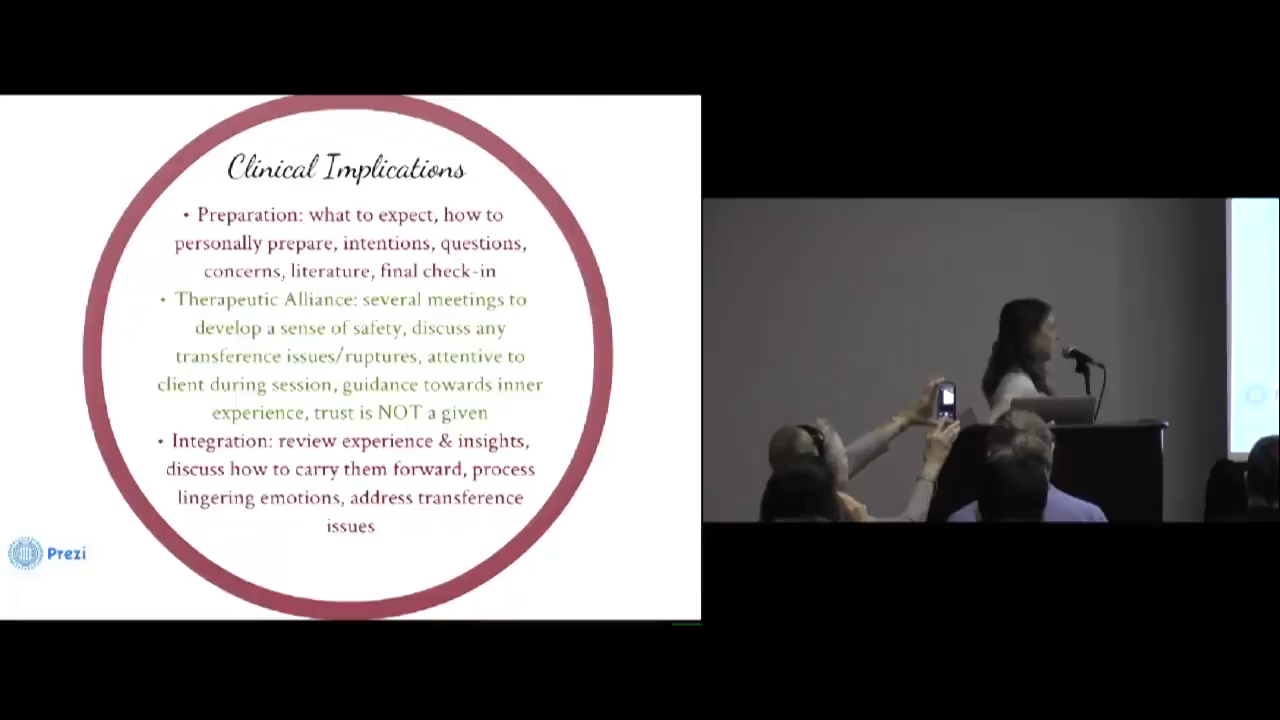 Clinical Implications
• Preparation: what to expect, how to
personally prepare, intentions, questions,
concerns, literature, final check-in
• Therapeutic Alliance: several meetings to
develop a sense of safety, discuss any
transference issues/ruptures, attentive to
client during session, guidance towards inner
experience, trust is NOT a given
• Integration: review experience & insights,
discuss how to carry them forward, process
lingering emotions, address transference
issues
Prezi